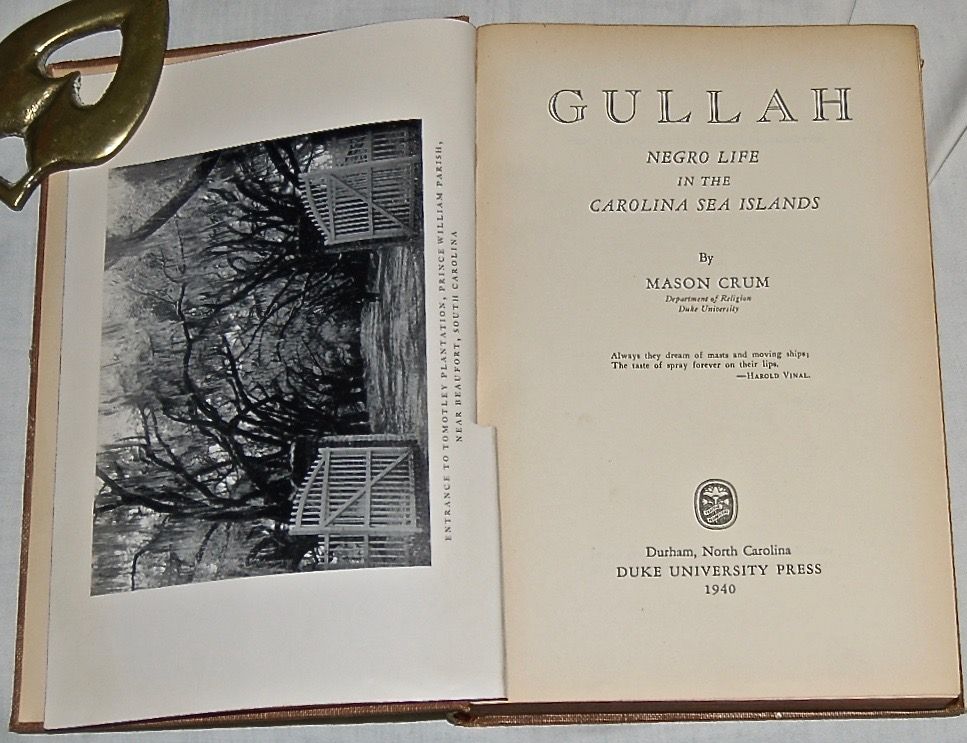 ENTRANCE TO TOMOTLEY PLANTATION, PRINCE WILLIAM PARISH,
NEAR BEAUFORT, SOUTH CAROLINA
GULLAH
NEGRO LIFE
IN THE
CAROLINA SEA ISLANDS
By
MASON CRUM
Department of Religion
Duke University
Always they dream of masts and moving ships;
The taste of spray forever on their lips.
—HAROLD VINAL.
Durham, North Carolina
DUKE UNIVERSITY PRESS
1940